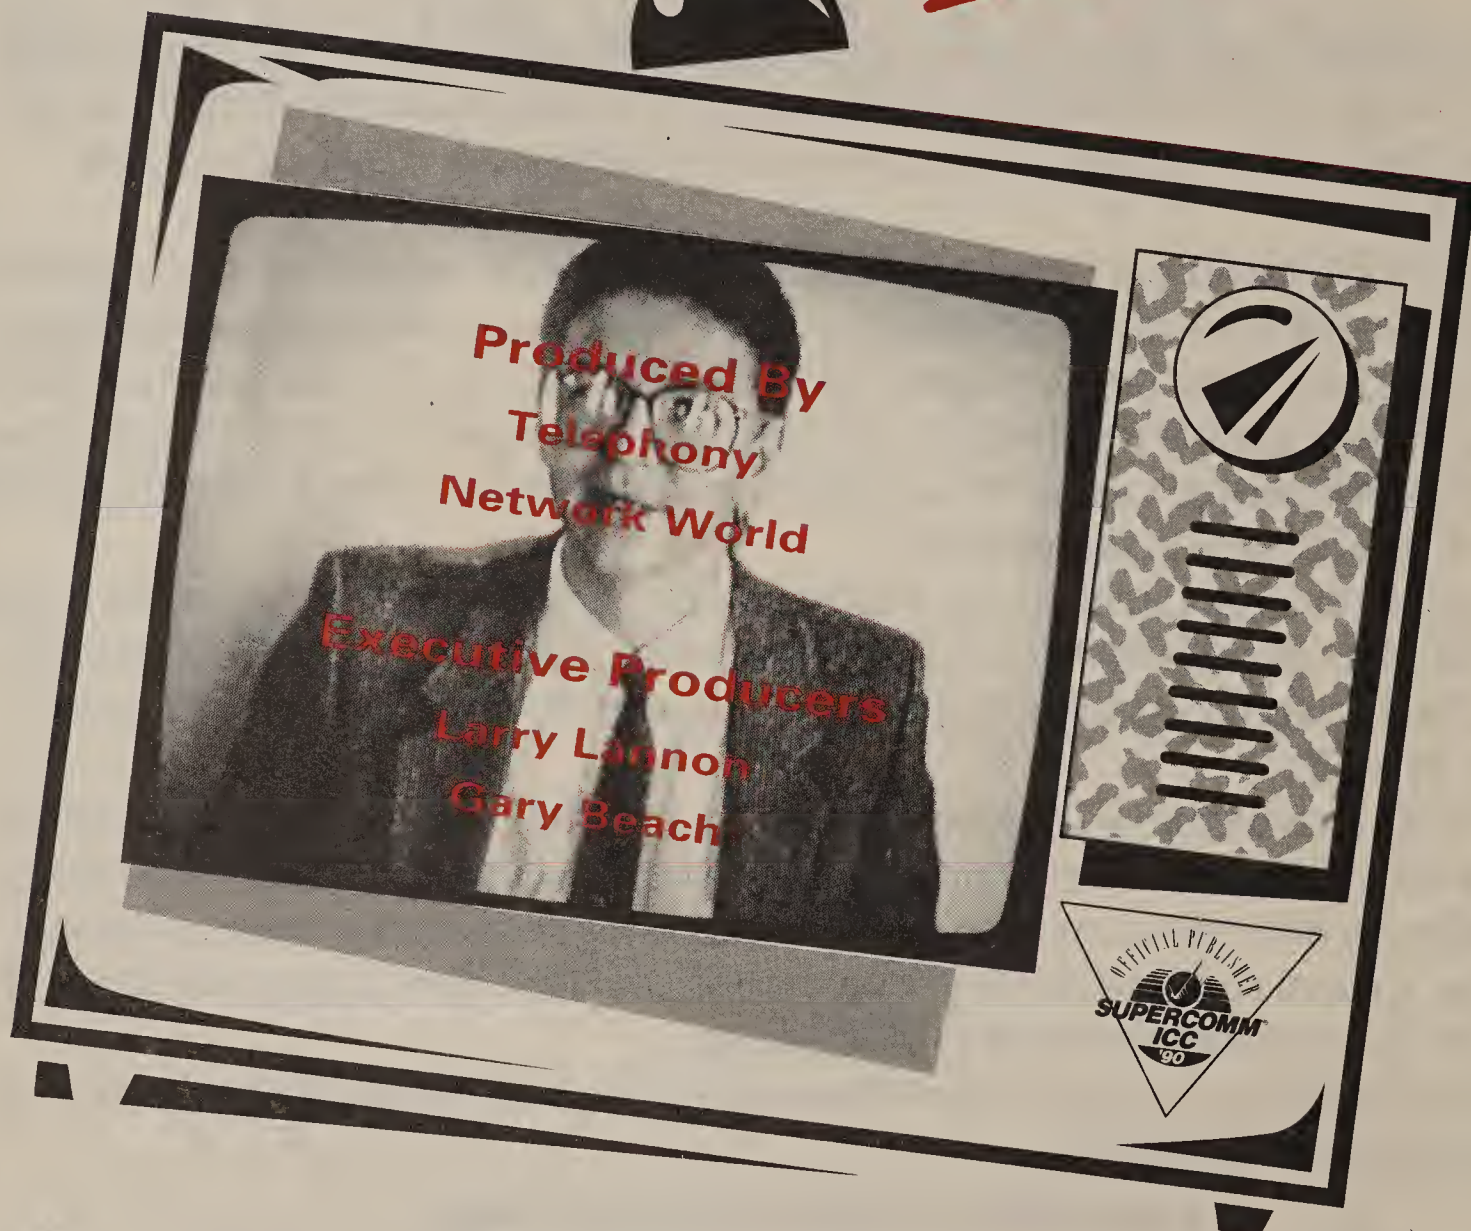 Produced By
Telephony
Network World
Executive Producers
Larry Lannon
Gary Beach
OFFICIAL PUBLISHER
SUPERCOMM
ICC
'90